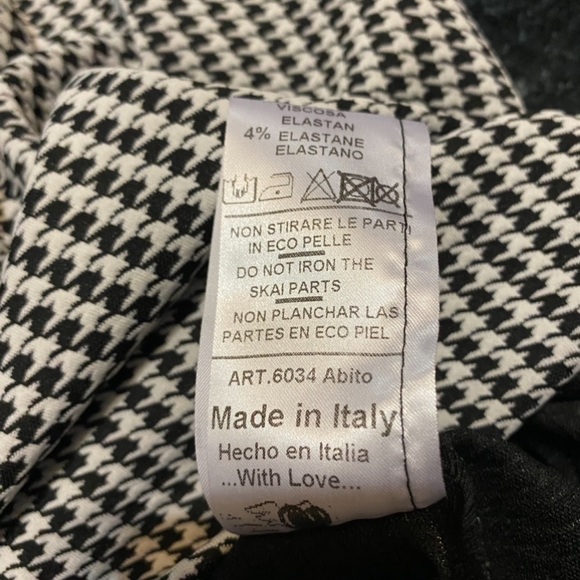 VISCOSA
ELASTAN
4% ELASTANE
ELASTANO
NON STIRARE LE PARTI
IN ECO PELLE
DO NOT IRON THE
SKAI PARTS
NON PLANCHAR LAS
PARTES EN ECO PIEL
ART.6034 Abito
Made in Italy
Hecho en Italia
...With Love...